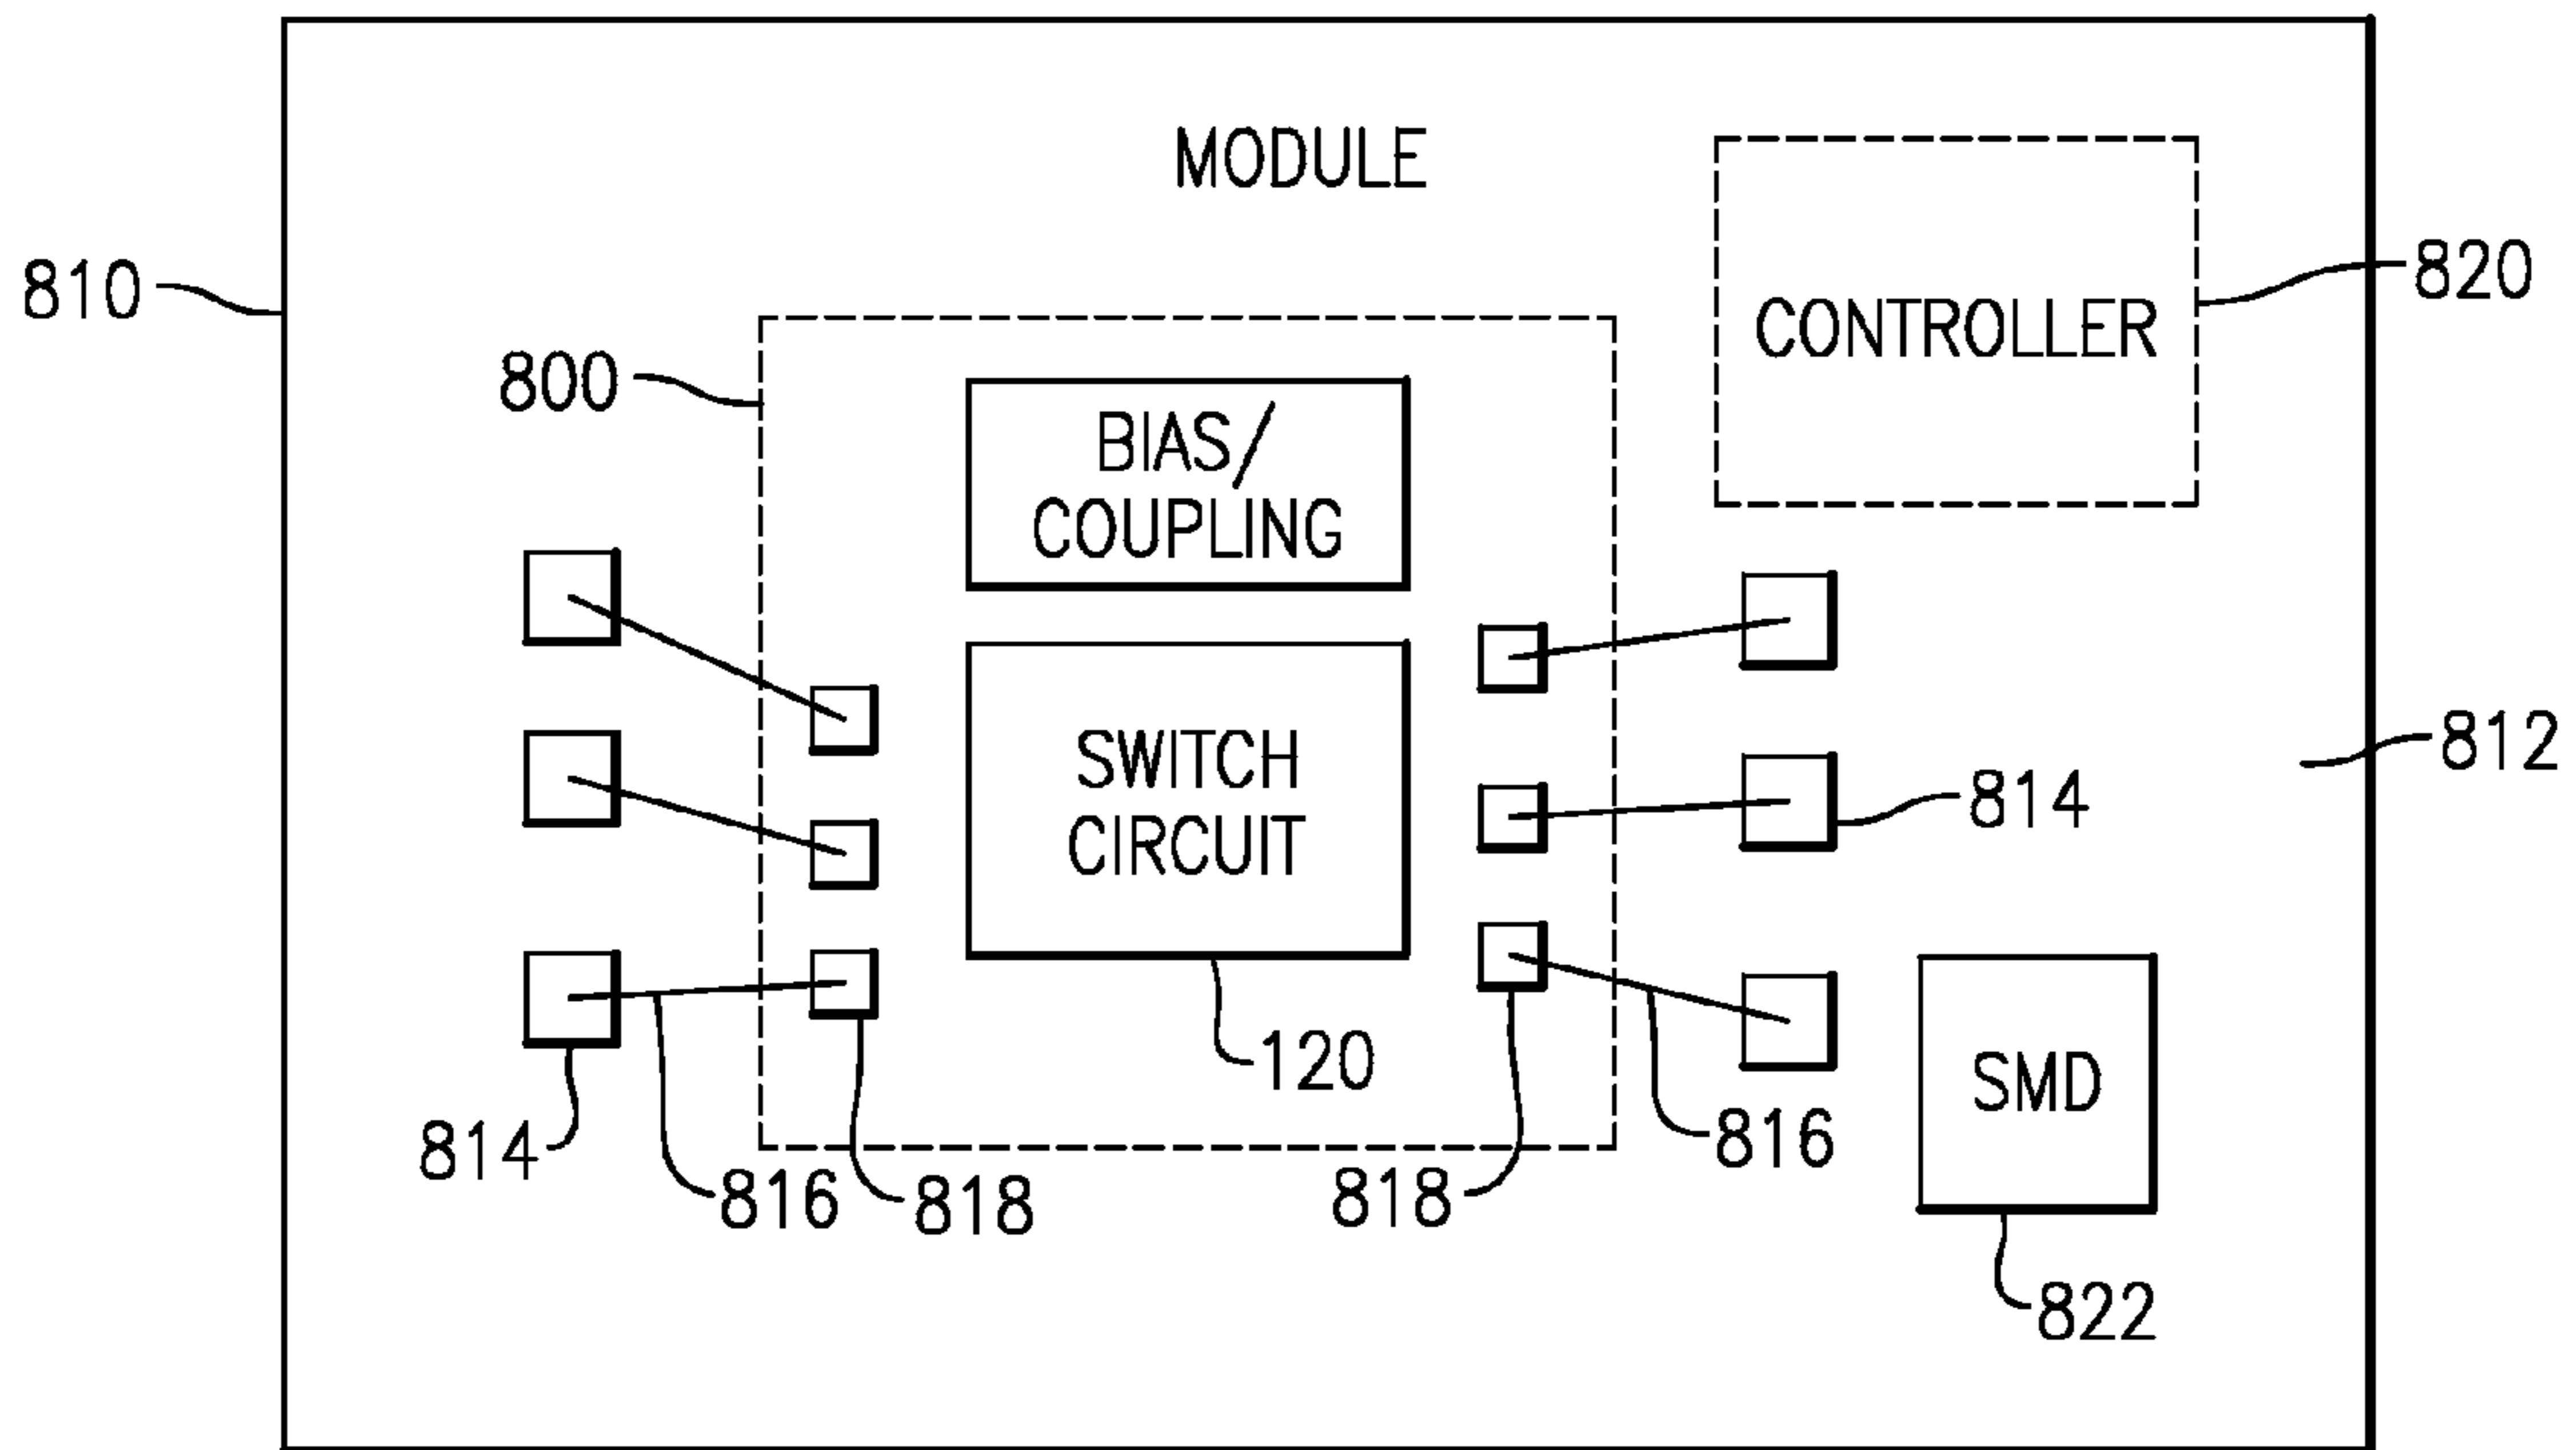 MODULE
810
820
CONTROLLER
800
BIAS/
COUPLING
812
SWITCH
CIRCUIT
814
120
SMD
814
816
818
818
816
822